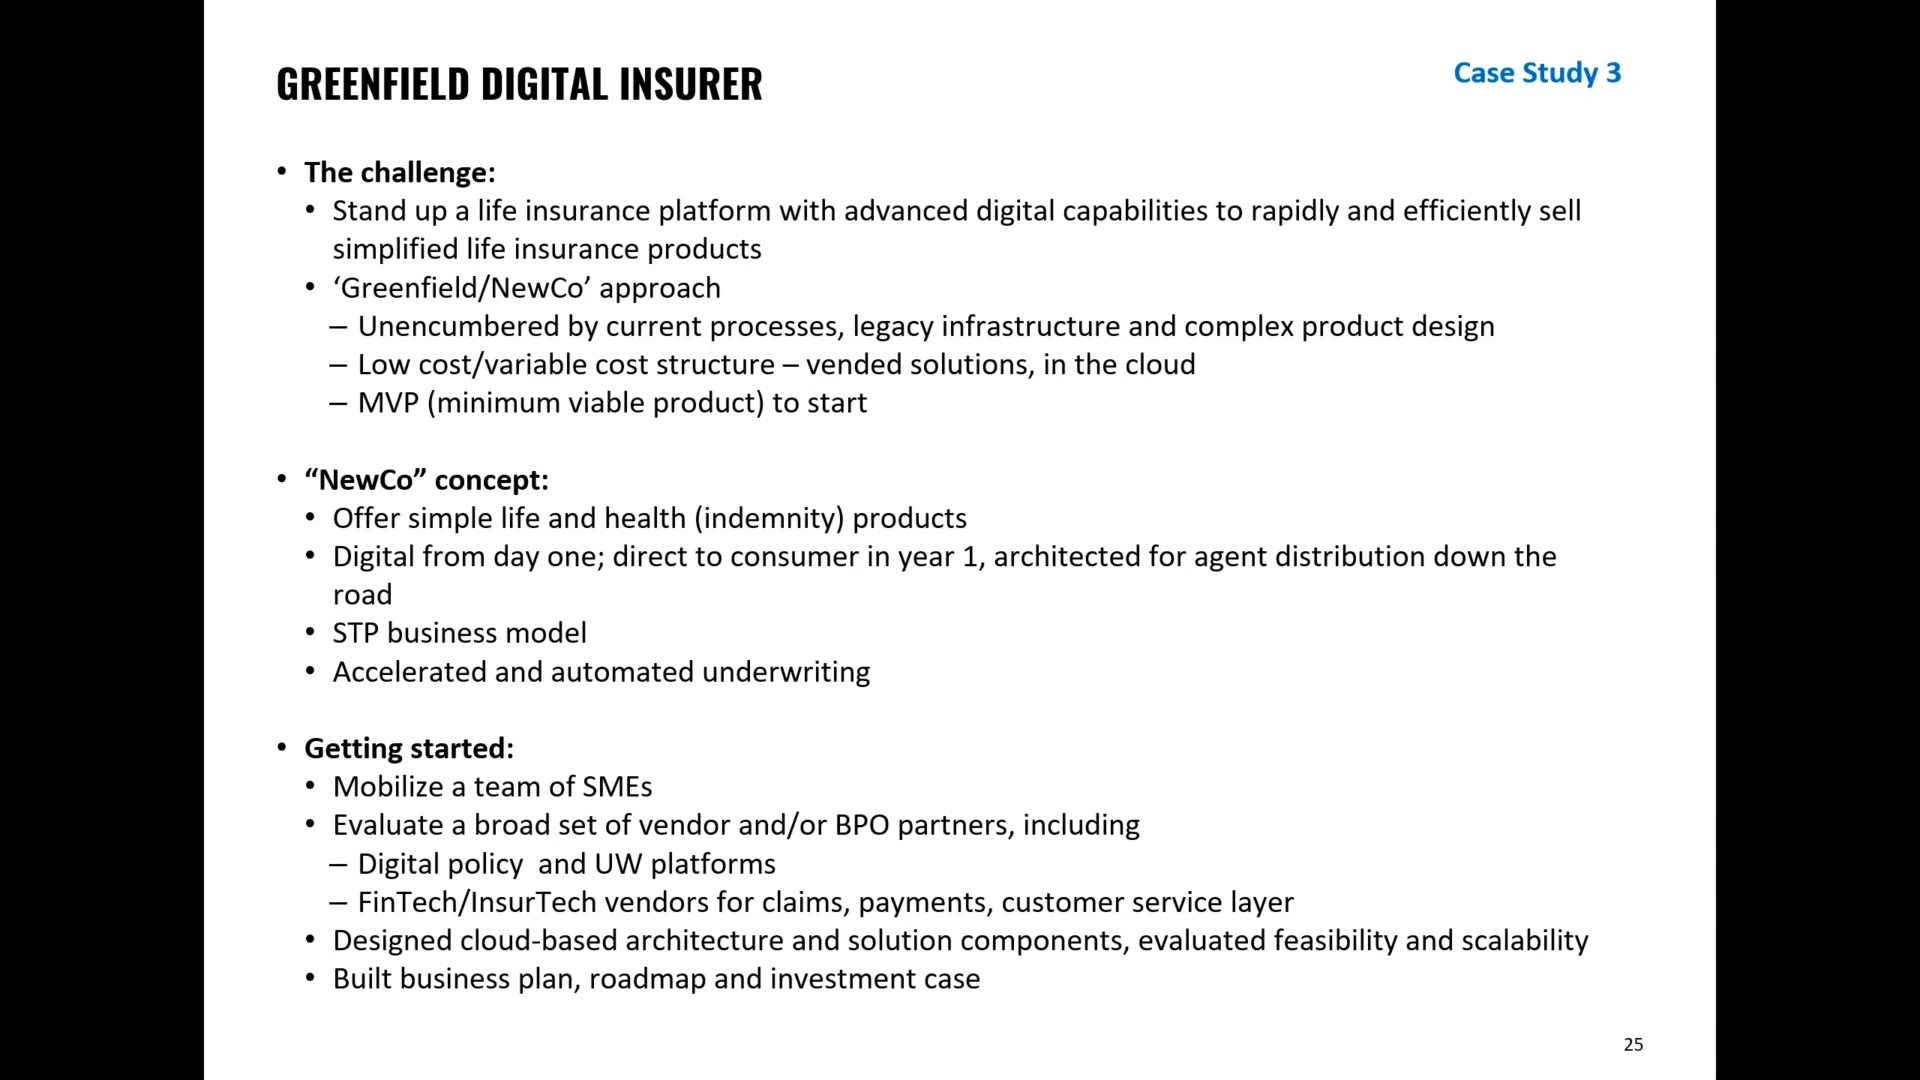 GREENFIELD DIGITAL INSURER
Case Study 3
• The challenge:
• Stand up a life insurance platform with advanced digital capabilities to rapidly and efficiently sell
simplified life insurance products
• ‘Greenfield/NewCo’ approach
– Unencumbered by current processes, legacy infrastructure and complex product design
– Low cost/variable cost structure – vended solutions, in the cloud
– MVP (minimum viable product) to start
• “NewCo” concept:
• Offer simple life and health (indemnity) products
• Digital from day one; direct to consumer in year 1, architected for agent distribution down the
road
• STP business model
• Accelerated and automated underwriting
• Getting started:
• Mobilize a team of SMEs
• Evaluate a broad set of vendor and/or BPO partners, including
– Digital policy  and UW platforms
– FinTech/InsurTech vendors for claims, payments, customer service layer
• Designed cloud-based architecture and solution components, evaluated feasibility and scalability
• Built business plan, roadmap and investment case
25